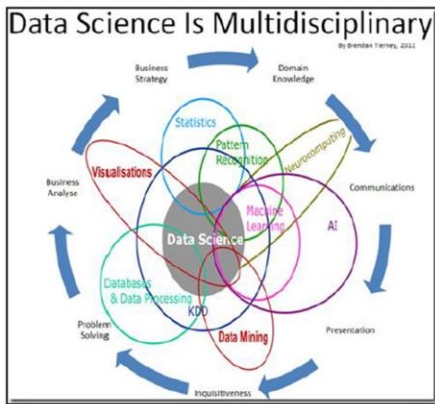 Data Science Is Multidisciplinary
By Brendan Tierney, 2012
Business
Strategy
Domain
Knowledge
Statistics
Pattern
Recognition
Neurocomputing
Visualisations
Business
Analyse
Communications
Machine
Learning
AI
Data Science
Databases
& Data Processing
KDD
Data Mining
Problem
Solving
Presentation
Inquisitiveness